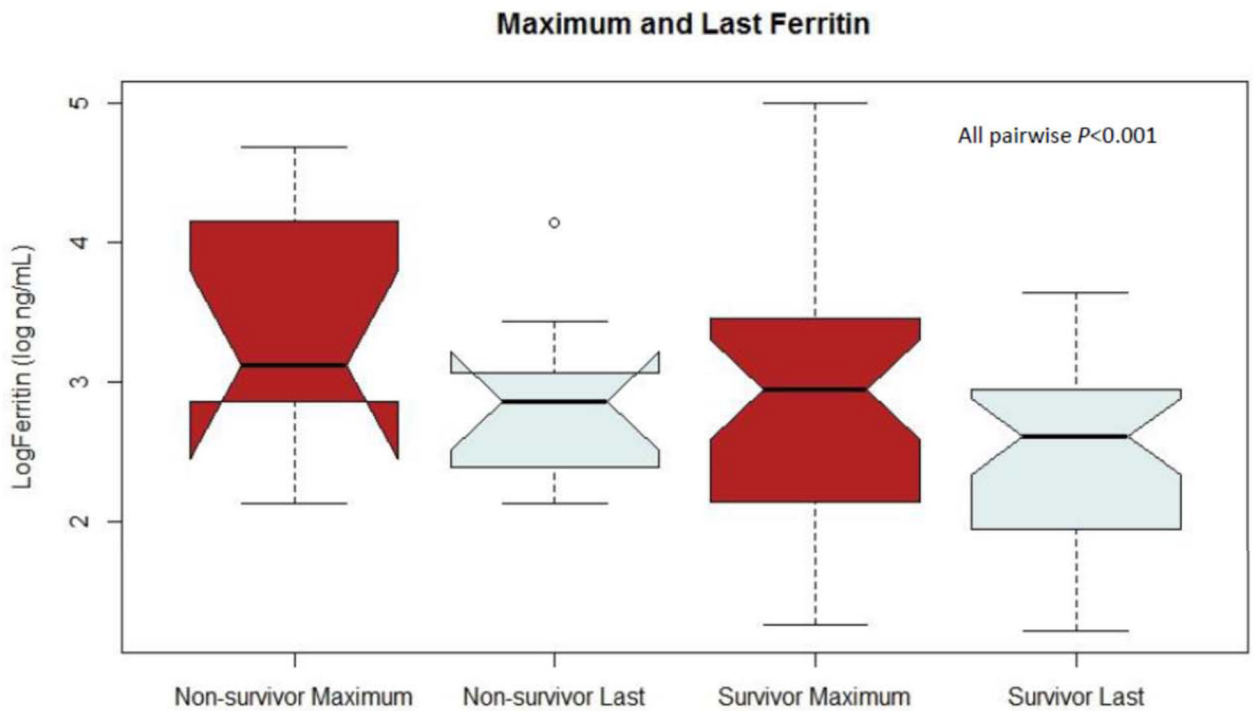 Maximum and Last Ferritin
All pairwise P<0.001
LogFerritin (log ng/mL)
5
4
3
2
Non-survivor Maximum
Non-survivor Last
Survivor Maximum
Survivor Last